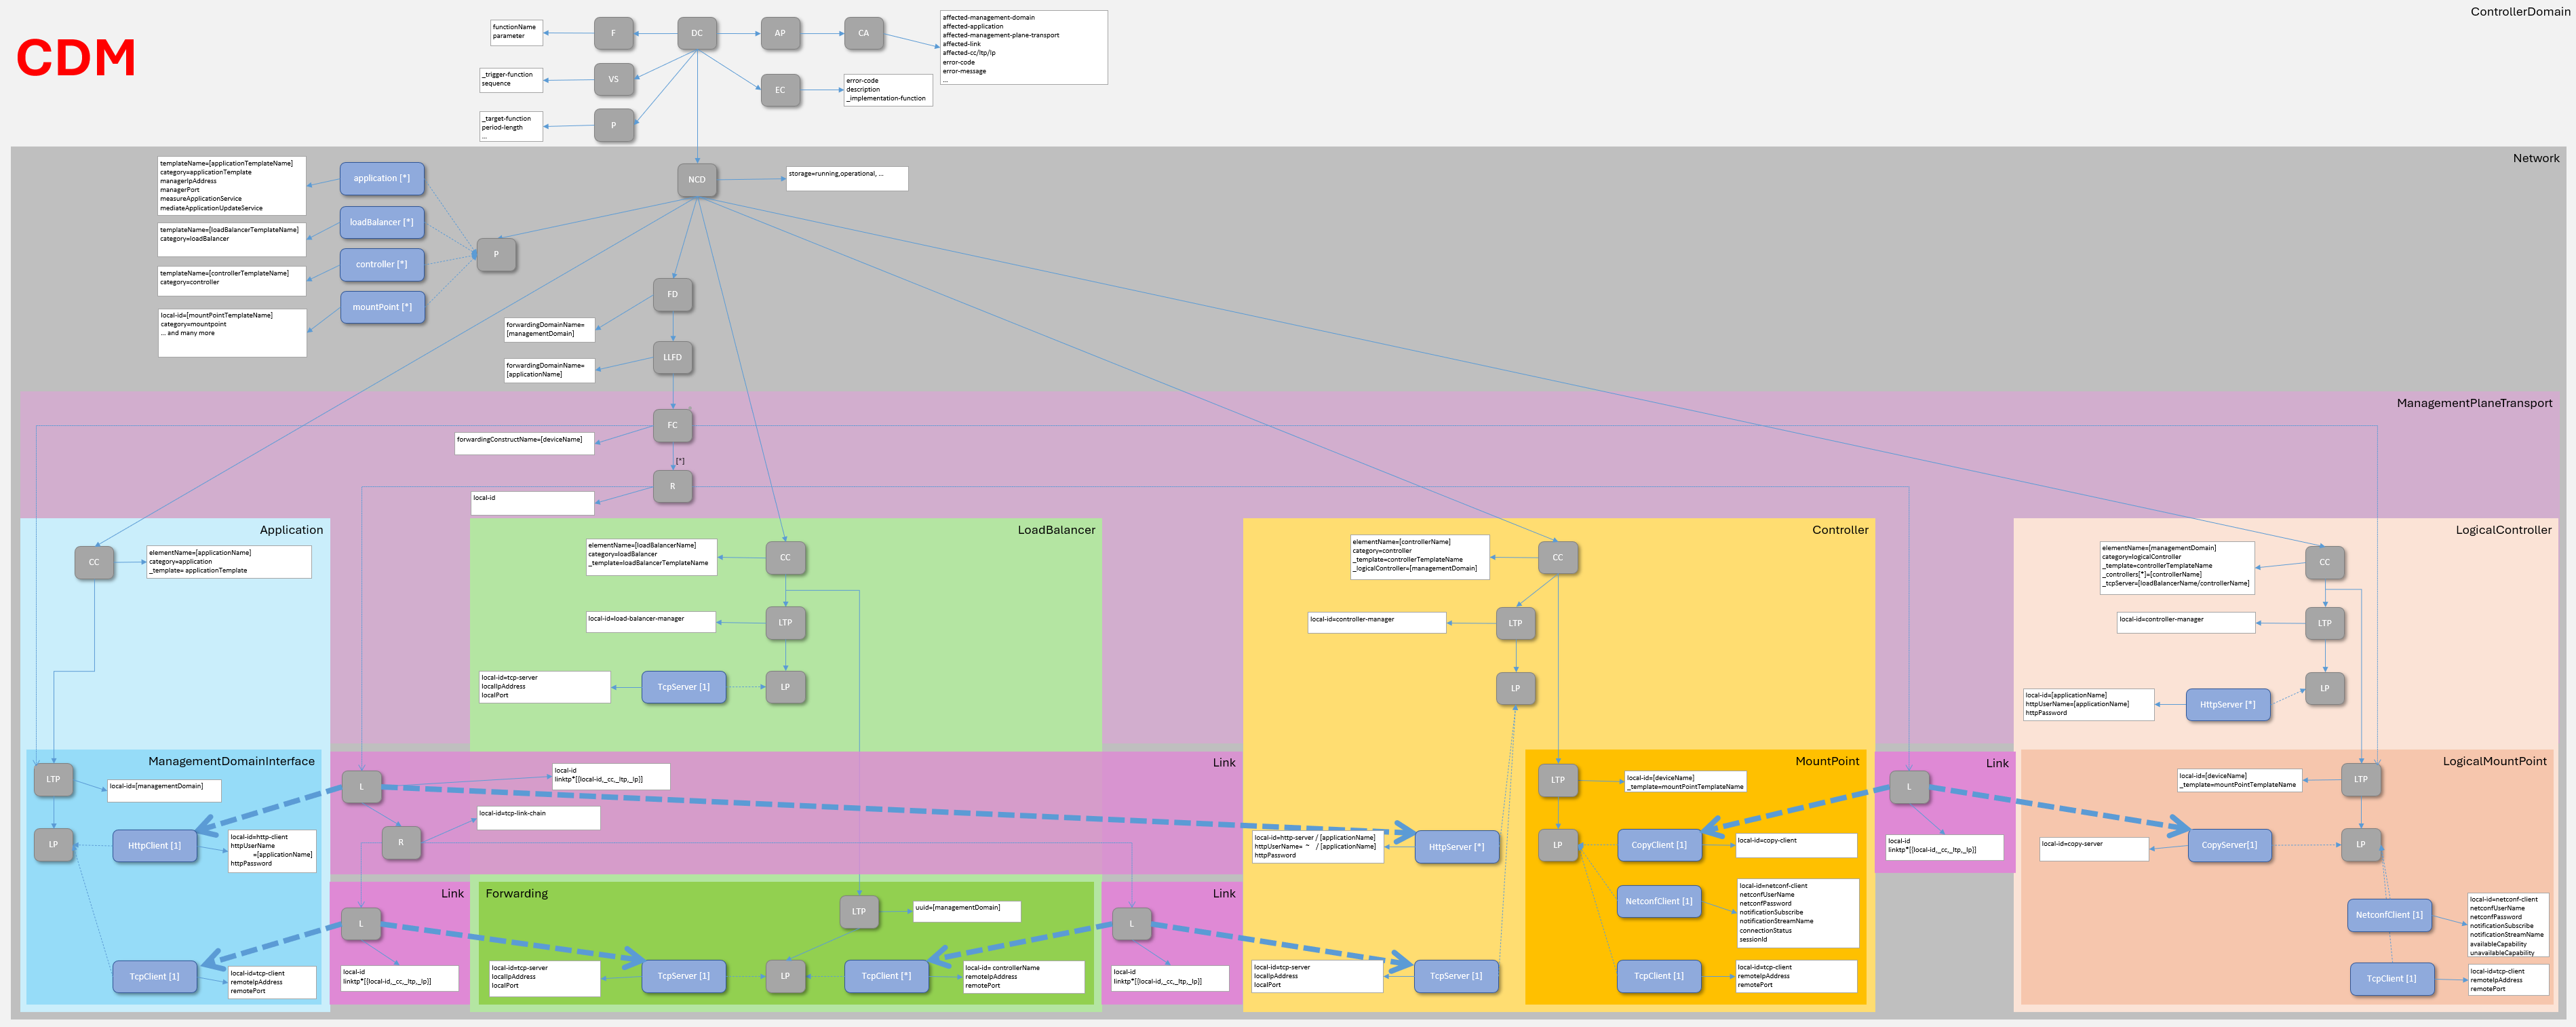 ControllerDomain
CDM
functionName
parameter
F
DC
AP
CA
affected-management-domain
affected-application
affected-management-plane-transport
affected-link
affected-cc/ltp/lp
error-code
error-message
...
_trigger-function
sequence
VS
EC
error-code
description
_implementation-function
_target-function
period-length
...
P
Network
templateName=[applicationTemplateName]
category=applicationTemplate
managerIpAddress
managerPort
measureApplicationService
mediateApplicationUpdateService
application [*]
NCD
storage=running,operational, ...
templateName=[loadBalancerTemplateName]
category=loadBalancer
loadBalancer [*]
templateName=[controllerTemplateName]
category=controller
controller [*]
P
local-id=[mountPointTemplateName]
category=mountpoint
... and many more
mountPoint [*]
FD
forwardingDomainName=
[managementDomain]
LLFD
forwardingDomainName=
[applicationName]
ManagementPlaneTransport
FC
forwardingConstructName=[deviceName]
[*]
R
local-id
Application
CC
elementName=[applicationName]
category=application
_template= applicationTemplate
LoadBalancer
elementName=[loadBalancerName]
category=loadBalancer
_template=loadBalancerTemplateName
CC
local-id=load-balancer-manager
LTP
local-id=tcp-server
localIpAddress
localPort
TcpServer [1]
LP
Controller
elementName=[controllerName]
category=controller
_template=controllerTemplateName
_logicalController=[managementDomain]
CC
local-id=controller-manager
LTP
LP
LogicalController
elementName=[managementDomain]
category=logicalController
_template=controllerTemplateName
_controllers[*]=[controllerName]
_tcpServer=[loadBalancerName/controllerName]
CC
local-id=controller-manager
LTP
LP
local-id=[applicationName]
httpUserName=[applicationName]
httpPassword
HttpServer [*]
ManagementDomainInterface
LTP
local-id=[managementDomain]
LP
HttpClient [1]
local-id=http-client
httpUserName
=[applicationName]
httpPassword
TcpClient [1]
local-id=tcp-client
remoteIpAddress
remotePort
Link
L
local-id
linktp*[{local-id,_cc,_ltp,_lp}]
local-id=tcp-link-chain
R
Link
L
local-id
linktp*[{local-id,_cc,_ltp,_lp}]
Forwarding
LTP
uuid=[managementDomain]
local-id=tcp-server
localIpAddress
localPort
TcpServer [1]
LP
TcpClient [*]
local-id= controllerName
remoteIpAddress
remotePort
Link
L
local-id
linktp*[{local-id,_cc,_ltp,_lp}]
local-id=http-server / [applicationName]
httpUserName= ~ / [applicationName]
httpPassword
HttpServer [*]
local-id=tcp-server
localIpAddress
localPort
TcpServer [1]
MountPoint
LTP
local-id=[deviceName]
_template=mountPointTemplateName
LP
CopyClient [1]
local-id=copy-client
NetconfClient [1]
local-id=netconf-client
netconfUserName
netconfPassword
notificationSubscribe
notificationStreamName
connectionStatus
sessionId
TcpClient [1]
local-id=tcp-client
remoteIpAddress
remotePort
Link
L
local-id
linktp*[{local-id,_cc,_ltp,_lp}]
LogicalMountPoint
local-id=[deviceName]
_template=mountPointTemplateName
LTP
local-id=copy-server
CopyServer[1]
LP
NetconfClient [1]
local-id=netconf-client
netconfUserName
netconfPassword
notificationSubscribe
notificationStreamName
availableCapability
unavailableCapability
TcpClient [1]
local-id=tcp-client
remoteIpAddress
remotePort